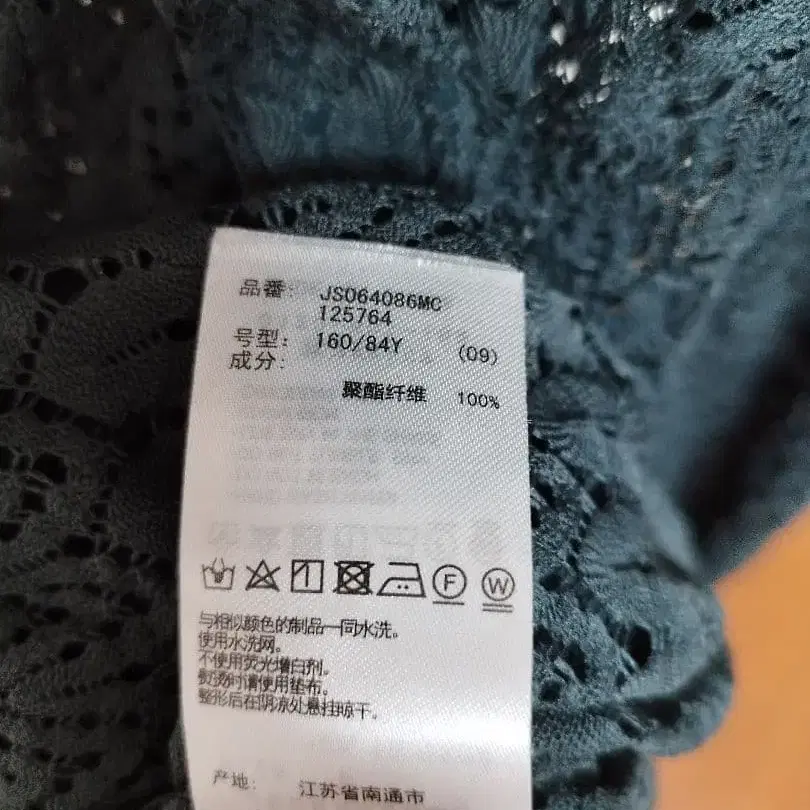 品番: JS064086MC
125764
号型: 160/84Y (09)
成分:
聚酯纤维 100%
F W
与相似颜色的制品一同水洗。
使用水洗网。
不使用荧光增白剂。
熨烫时请使用垫布。
整形后在阴凉处悬挂晾干。
产地: 江苏省南通市